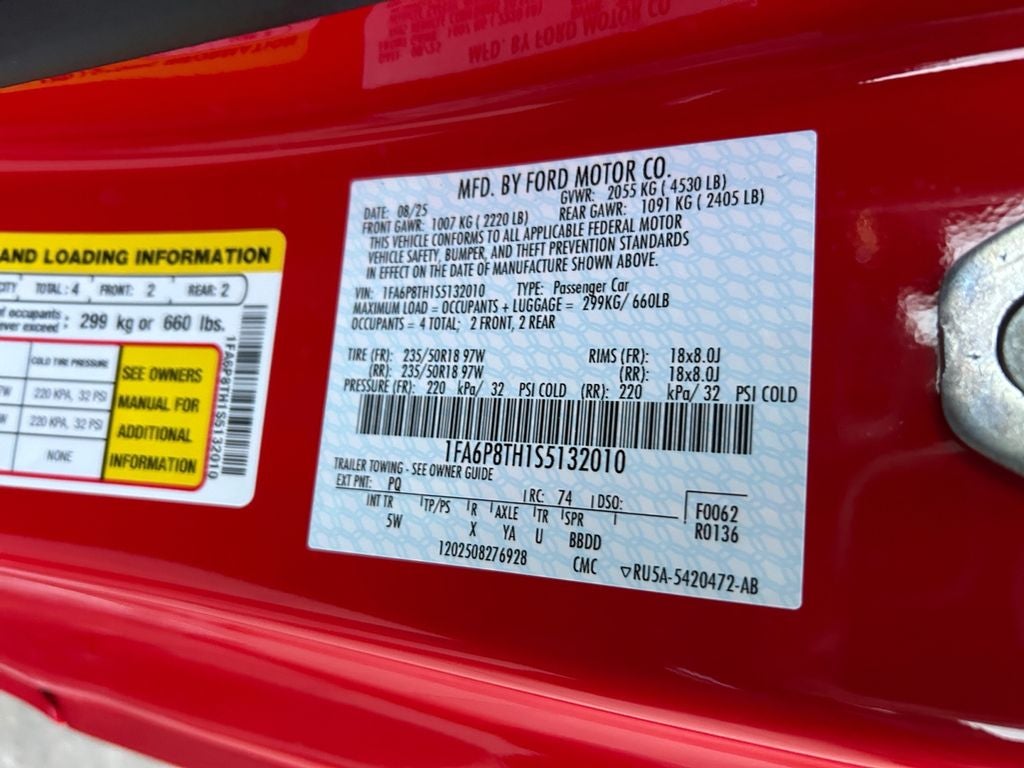 AND LOADING INFORMATION
TOTAL: 4 FRONT: 2 REAR: 2
occupants
ever exceed : 299 kg or 660 lbs.
COLD TIRE PRESSURE
220 KPA, 32 PSI
220 KPA, 32 PSI
NONE
SEE OWNERS
MANUAL FOR
ADDITIONAL
INFORMATION
1FA6P8TH1S5132010
MFD. BY FORD MOTOR CO.
DATE: 08/25 GVWR: 2055 KG ( 4530 LB)
FRONT GAWR: 1007 KG ( 2220 LB) REAR GAWR: 1091 KG ( 2405 LB)
THIS VEHICLE CONFORMS TO ALL APPLICABLE FEDERAL MOTOR
VEHICLE SAFETY, BUMPER, AND THEFT PREVENTION STANDARDS
IN EFFECT ON THE DATE OF MANUFACTURE SHOWN ABOVE.
VIN: 1FA6P8TH1S5132010 TYPE: Passenger Car
MAXIMUM LOAD = OCCUPANTS + LUGGAGE = 299KG/ 660LB
OCCUPANTS = 4 TOTAL; 2 FRONT, 2 REAR
TIRE (FR): 235/50R18 97W RIMS (FR): 18x8.0J
(RR): 235/50R18 97W (RR): 18x8.0J
PRESSURE (FR): 220 kPa/ 32 PSI COLD (RR): 220 kPa/ 32 PSI COLD
1FA6P8TH1S5132010
TRAILER TOWING - SEE OWNER GUIDE
EXT PNT: PQ RC: 74 DSO: F0062
INT TR TP/PS R AXLE TR SPR R0136
5W X YA U BBDD
1202508276928 CMC RU5A-5420472-AB